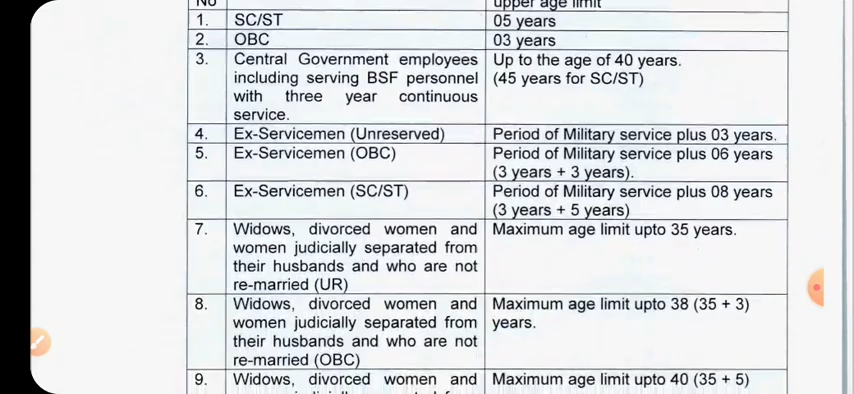 No upper age limit
1. SC/ST 05 years
2. OBC 03 years
3. Central Government employees Up to the age of 40 years.
including serving BSF personnel (45 years for SC/ST)
with three year continuous
service.
4. Ex-Servicemen (Unreserved) Period of Military service plus 03 years.
5. Ex-Servicemen (OBC) Period of Military service plus 06 years
(3 years + 3 years).
6. Ex-Servicemen (SC/ST) Period of Military service plus 08 years
(3 years + 5 years)
7. Widows, divorced women and Maximum age limit upto 35 years.
women judicially separated from
their husbands and who are not
re-married (UR)
8. Widows, divorced women and Maximum age limit upto 38 (35 + 3)
women judicially separated from years.
their husbands and who are not
re-married (OBC)
9. Widows, divorced women and Maximum age limit upto 40 (35 + 5)